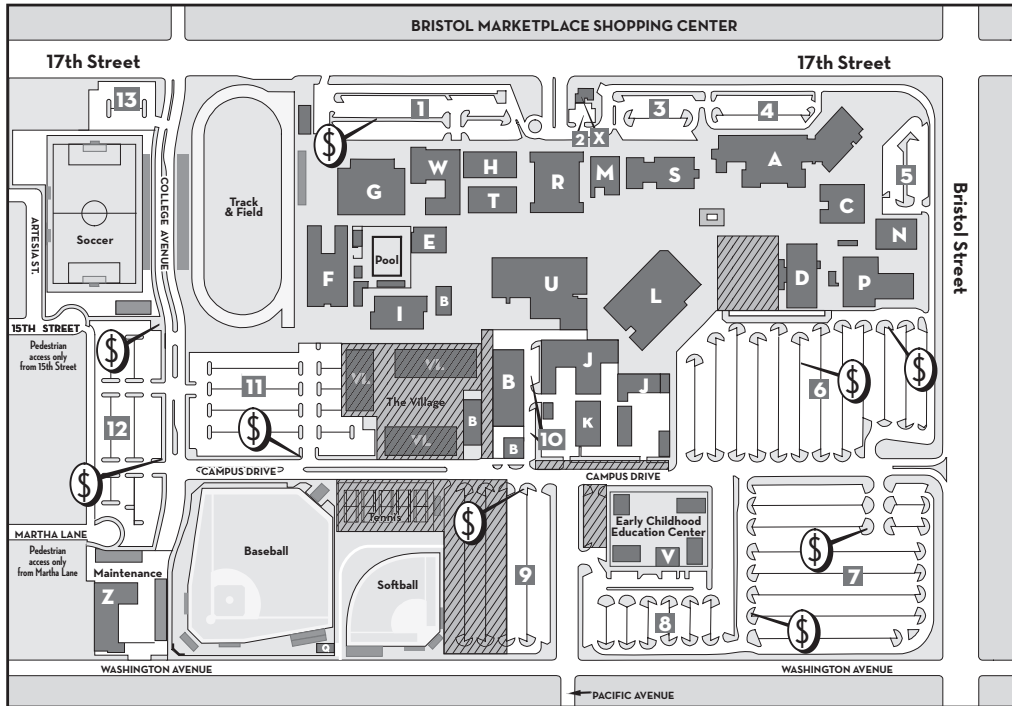 BRISTOL MARKETPLACE SHOPPING CENTER
17th Street
17th Street
13
1
2
X
3
4
5
$
G
W
H
T
R
M
S
A
C
N
Track
& Field
COLLEGE AVENUE
Soccer
ARTESIA ST.
Bristol Street
E
F
Pool
I
B
U
L
D
P
15TH STREET
Pedestrian
access only
from 15th Street
$
11
12
$
$
VL
VL
The Village
VL
B
B
B
J
J
K
10
6
$
$
CAMPUS DRIVE
CAMPUS DRIVE
MARTHA LANE
Pedestrian
access only
from Martha Lane
Maintenance
Z
Baseball
Tennis
Softball
Q
$
9
Early Childhood
Education Center
V
8
$
7
$
WASHINGTON AVENUE
WASHINGTON AVENUE
PACIFIC AVENUE